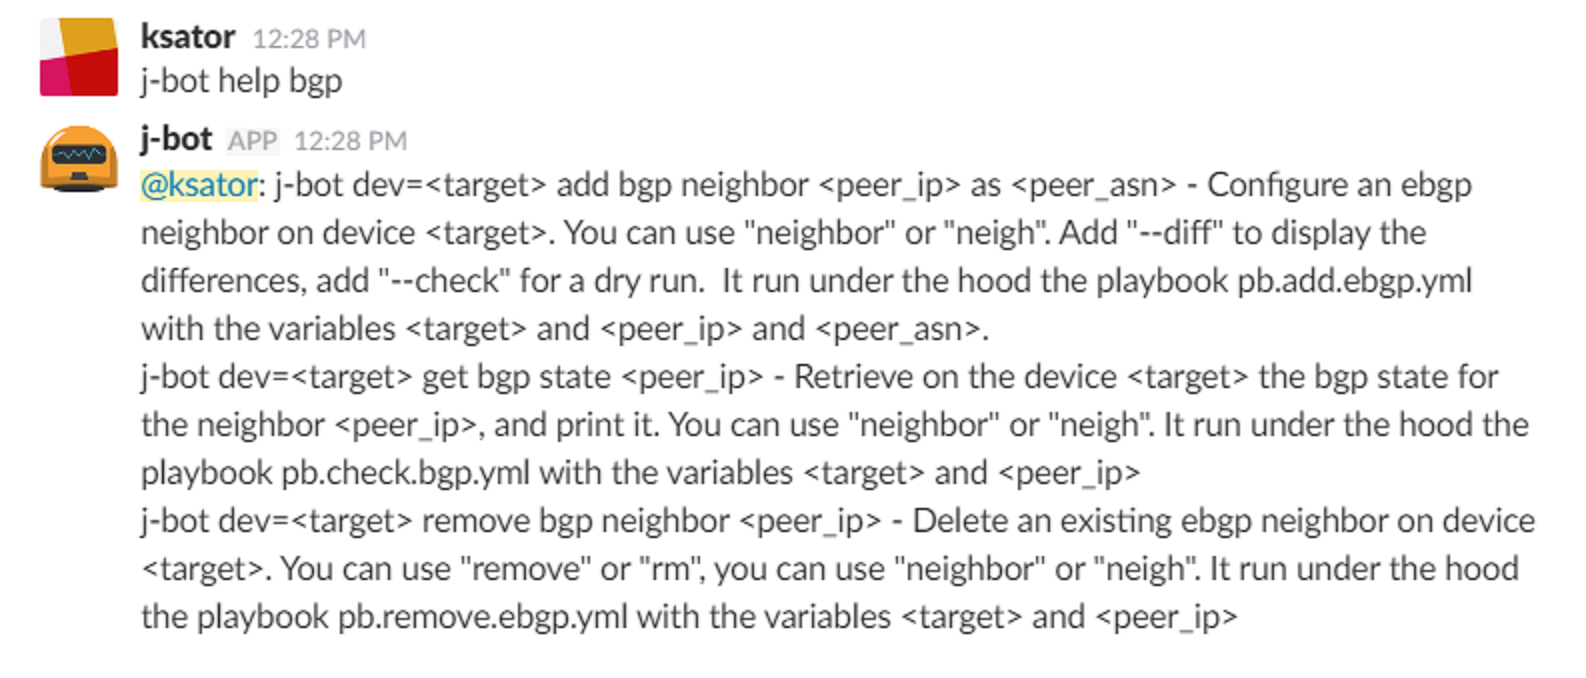 ksator 12:28 PM
j-bot help bgp
j-bot APP 12:28 PM
@ksator: j-bot dev=<target> add bgp neighbor <peer_ip> as <peer_asn> - Configure an ebgp
neighbor on device <target>. You can use "neighbor" or "neigh". Add "--diff" to display the
differences, add "--check" for a dry run.  It run under the hood the playbook pb.add.ebgp.yml
with the variables <target> and <peer_ip> and <peer_asn>.
j-bot dev=<target> get bgp state <peer_ip> - Retrieve on the device <target> the bgp state for
the neighbor <peer_ip>, and print it. You can use "neighbor" or "neigh". It run under the hood the
playbook pb.check.bgp.yml with the variables <target> and <peer_ip>
j-bot dev=<target> remove bgp neighbor <peer_ip> - Delete an existing ebgp neighbor on device
<target>. You can use "remove" or "rm", you can use "neighbor" or "neigh". It run under the hood
the playbook pb.remove.ebgp.yml with the variables <target> and <peer_ip>